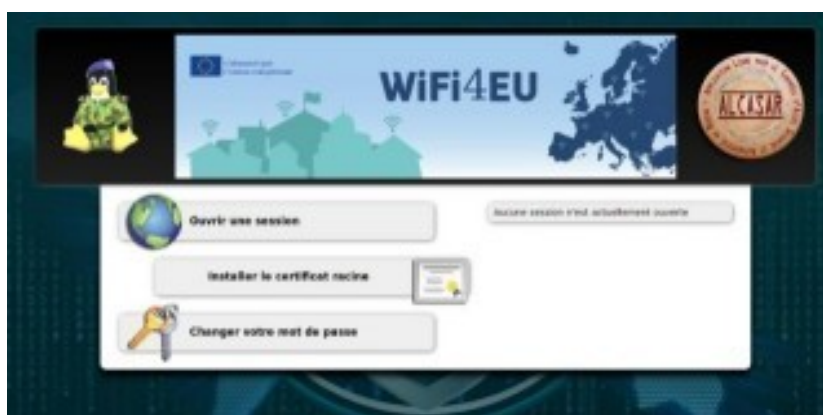 WiFi4EU
ALCASAR
Ouvrir une session
Aucune session n'est actuellement ouverte
Installer le certificat racine
Changer votre mot de passe